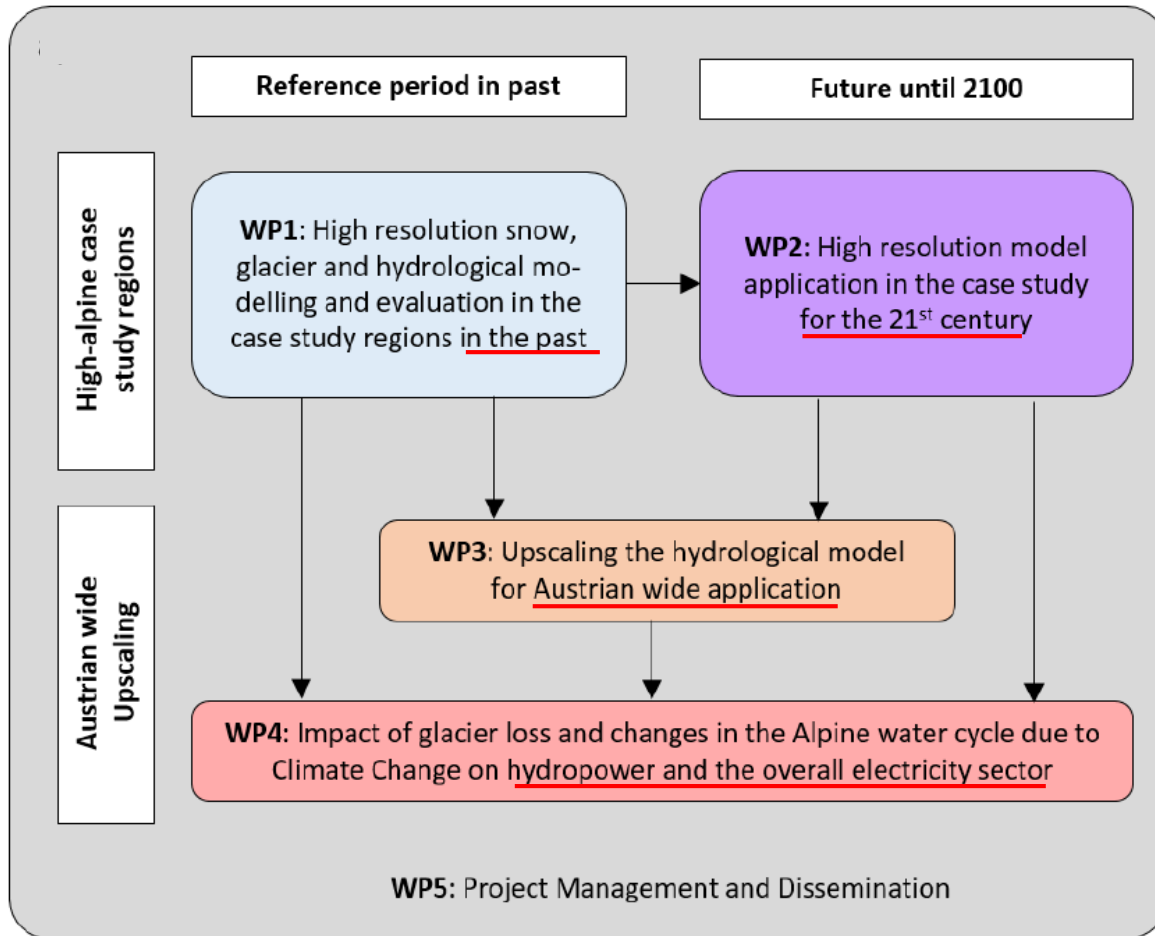 Reference period in past
Future until 2100
High-alpine case
study regions
WP1: High resolution snow,
glacier and hydrological mo-
delling and evaluation in the
case study regions in the past
WP2: High resolution model
application in the case study
for the 21st century
Austrian wide
Upscaling
WP3: Upscaling the hydrological model
for Austrian wide application
WP4: Impact of glacier loss and changes in the Alpine water cycle due to
Climate Change on hydropower and the overall electricity sector
WP5: Project Management and Dissemination